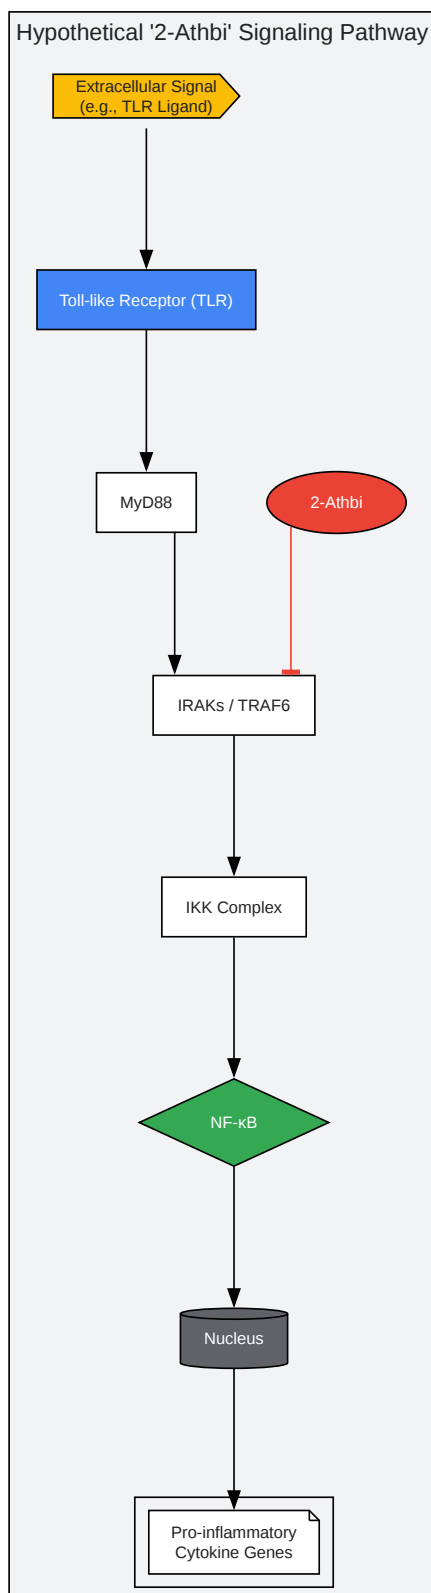 Hypothetical '2-Athbi' Signaling Pathway
Extracellular Signal
(e.g., TLR Ligand)
Toll-like Receptor (TLR)
MyD88
2-Athbi
IRAKs / TRAF6
IKK Complex
NF-κB
Nucleus
Pro-inflammatory
Cytokine Genes